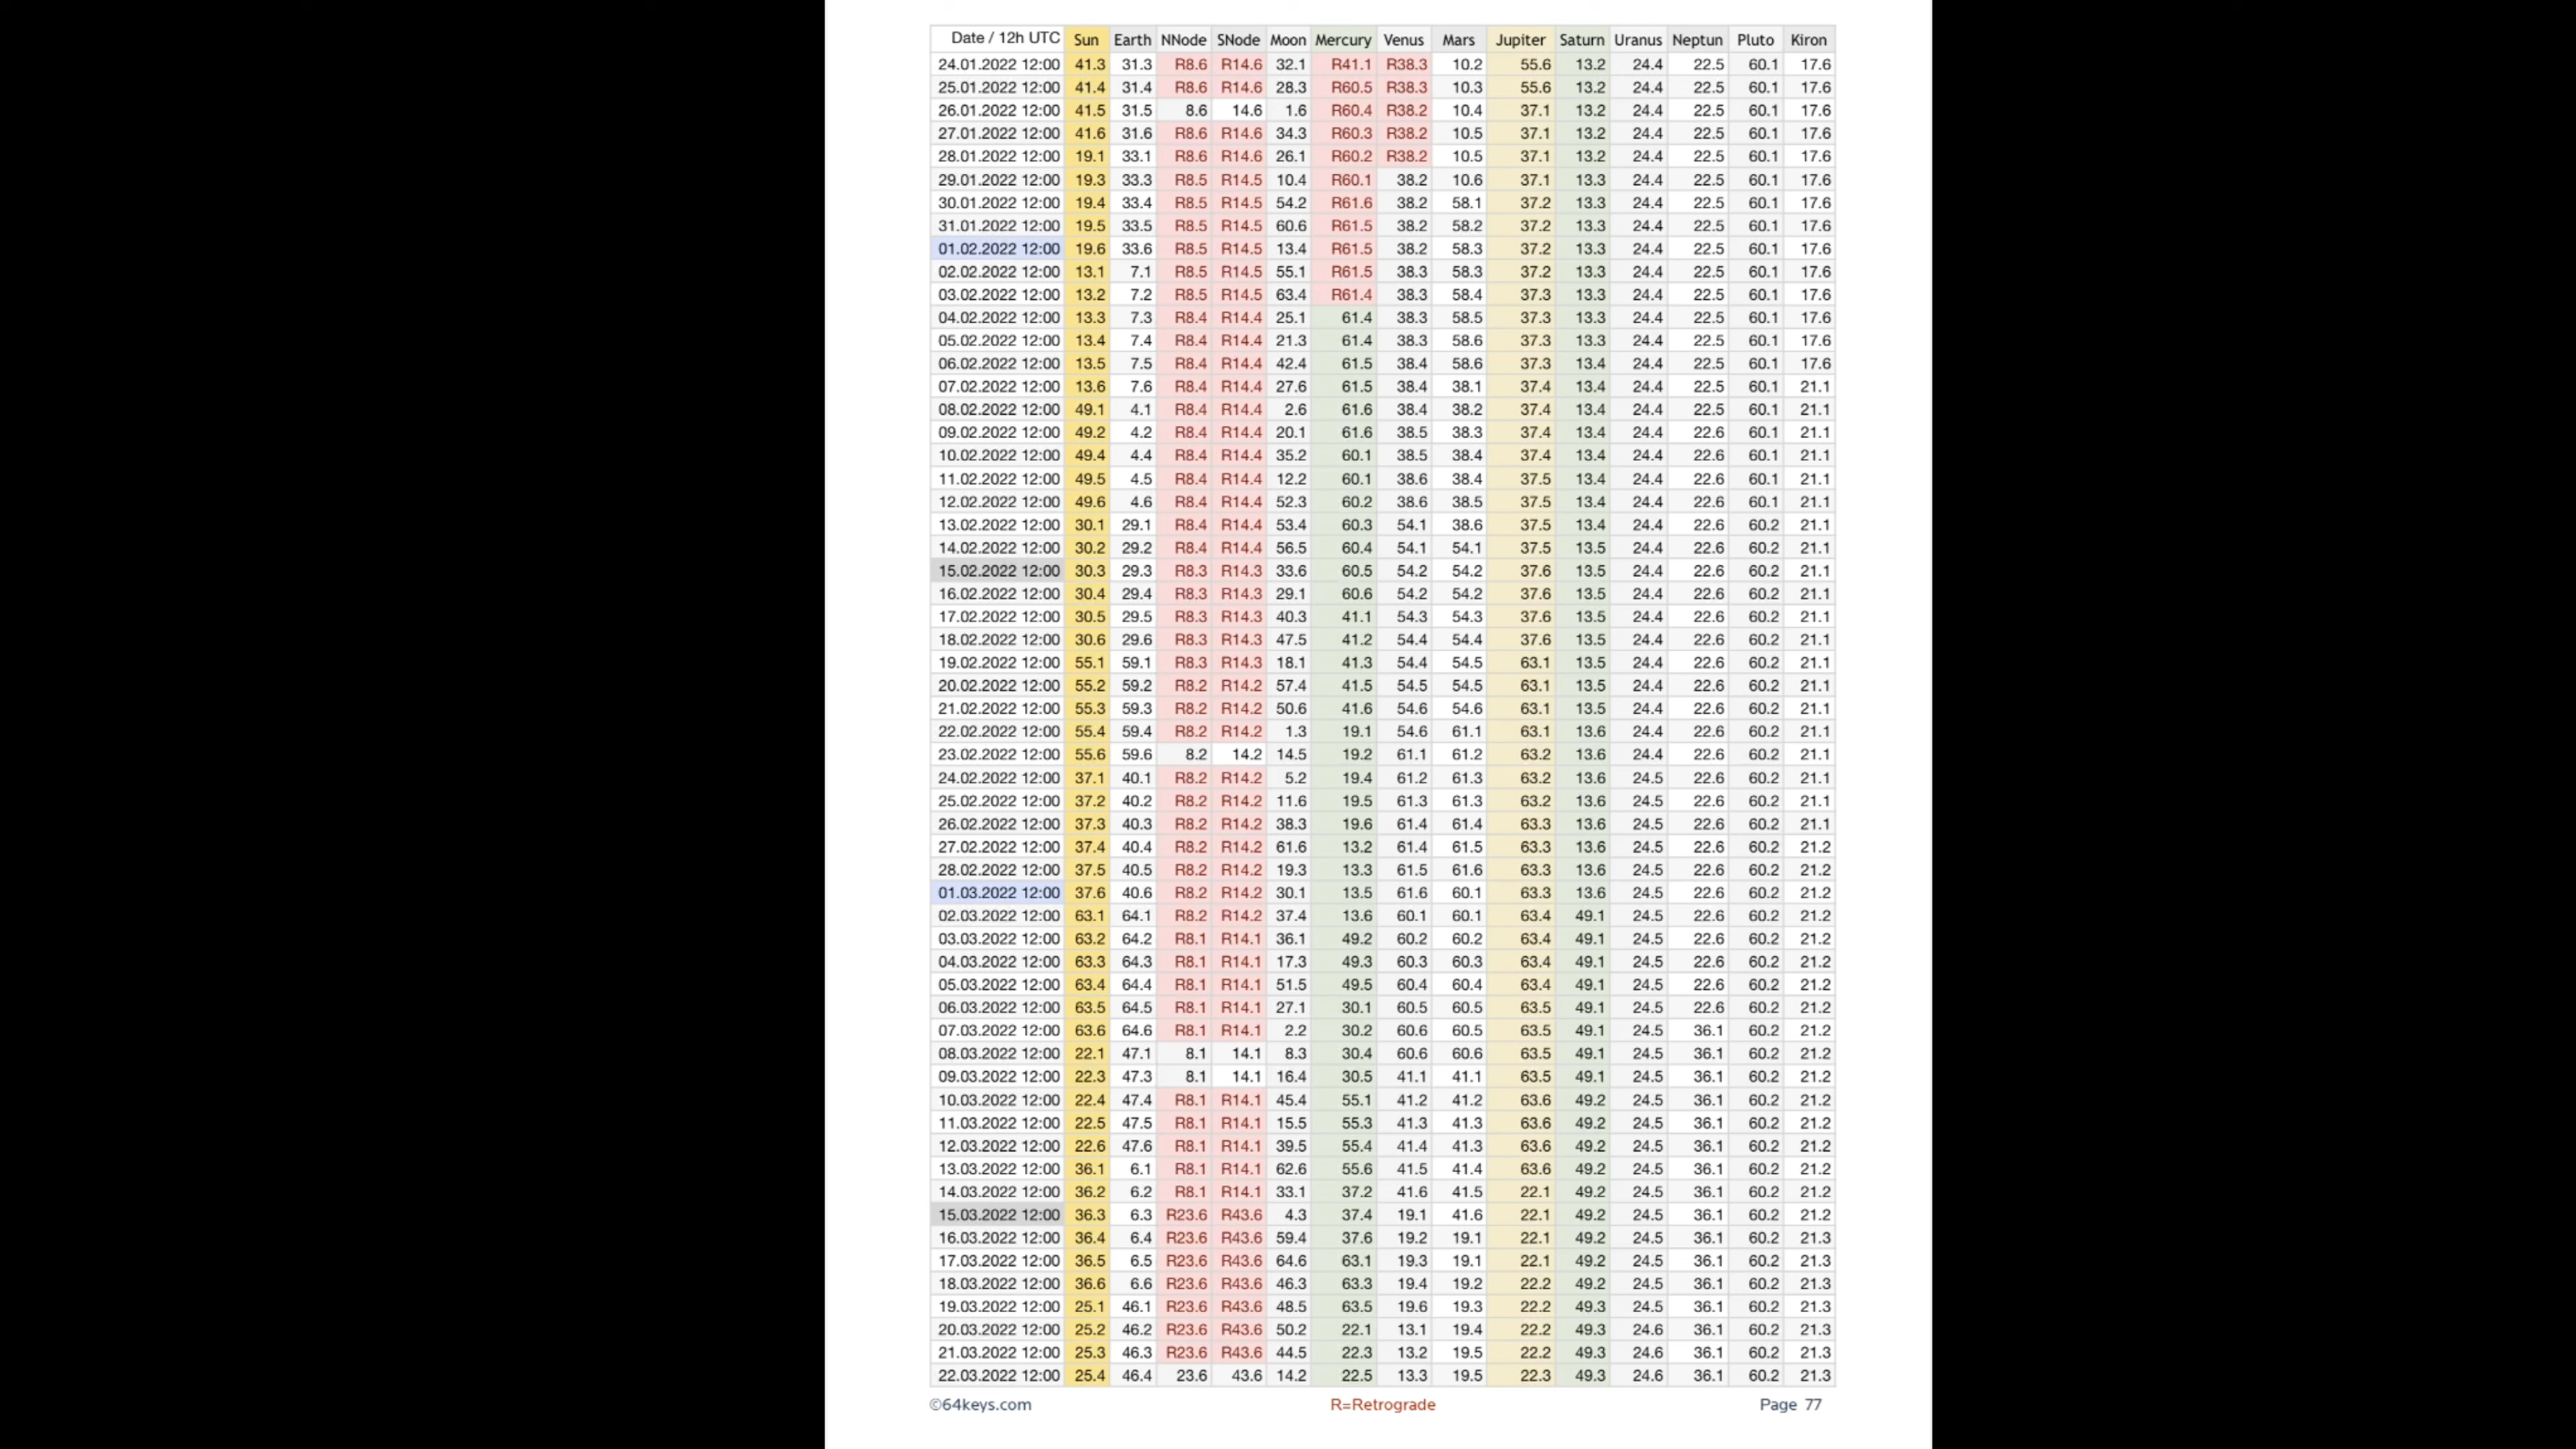 Date / 12h UTC Sun Earth NNode SNode Moon Mercury Venus Mars Jupiter Saturn Uranus Neptun Pluto Kiron
24.01.2022 12:00 41.3 31.3 R8.6 R14.6 32.1 R41.1 R38.3 10.2 55.6 13.2 24.4 22.5 60.1 17.6
25.01.2022 12:00 41.4 31.4 R8.6 R14.6 28.3 R60.5 R38.3 10.3 55.6 13.2 24.4 22.5 60.1 17.6
26.01.2022 12:00 41.5 31.5 8.6 14.6 1.6 R60.4 R38.2 10.4 37.1 13.2 24.4 22.5 60.1 17.6
27.01.2022 12:00 41.6 31.6 R8.6 R14.6 34.3 R60.3 R38.2 10.5 37.1 13.2 24.4 22.5 60.1 17.6
28.01.2022 12:00 19.1 33.1 R8.6 R14.6 26.1 R60.2 R38.2 10.5 37.1 13.2 24.4 22.5 60.1 17.6
29.01.2022 12:00 19.3 33.3 R8.5 R14.5 10.4 R60.1 38.2 10.6 37.1 13.3 24.4 22.5 60.1 17.6
30.01.2022 12:00 19.4 33.4 R8.5 R14.5 54.2 R61.6 38.2 58.1 37.2 13.3 24.4 22.5 60.1 17.6
31.01.2022 12:00 19.5 33.5 R8.5 R14.5 60.6 R61.5 38.2 58.2 37.2 13.3 24.4 22.5 60.1 17.6
01.02.2022 12:00 19.6 33.6 R8.5 R14.5 13.4 R61.5 38.2 58.3 37.2 13.3 24.4 22.5 60.1 17.6
02.02.2022 12:00 13.1 7.1 R8.5 R14.5 55.1 R61.5 38.3 58.3 37.2 13.3 24.4 22.5 60.1 17.6
03.02.2022 12:00 13.2 7.2 R8.5 R14.5 63.4 R61.4 38.3 58.4 37.3 13.3 24.4 22.5 60.1 17.6
04.02.2022 12:00 13.3 7.3 R8.4 R14.4 25.1 61.4 38.3 58.5 37.3 13.3 24.4 22.5 60.1 17.6
05.02.2022 12:00 13.4 7.4 R8.4 R14.4 21.3 61.4 38.3 58.6 37.3 13.3 24.4 22.5 60.1 17.6
06.02.2022 12:00 13.5 7.5 R8.4 R14.4 42.4 61.5 38.4 58.6 37.3 13.4 24.4 22.5 60.1 17.6
07.02.2022 12:00 13.6 7.6 R8.4 R14.4 27.6 61.5 38.4 38.1 37.4 13.4 24.4 22.5 60.1 21.1
08.02.2022 12:00 49.1 4.1 R8.4 R14.4 2.6 61.6 38.4 38.2 37.4 13.4 24.4 22.5 60.1 21.1
09.02.2022 12:00 49.2 4.2 R8.4 R14.4 20.1 61.6 38.5 38.3 37.4 13.4 24.4 22.6 60.1 21.1
10.02.2022 12:00 49.4 4.4 R8.4 R14.4 35.2 60.1 38.5 38.4 37.4 13.4 24.4 22.6 60.1 21.1
11.02.2022 12:00 49.5 4.5 R8.4 R14.4 12.2 60.1 38.6 38.4 37.5 13.4 24.4 22.6 60.1 21.1
12.02.2022 12:00 49.6 4.6 R8.4 R14.4 52.3 60.2 38.6 38.5 37.5 13.4 24.4 22.6 60.1 21.1
13.02.2022 12:00 30.1 29.1 R8.4 R14.4 53.4 60.3 54.1 38.6 37.5 13.4 24.4 22.6 60.2 21.1
14.02.2022 12:00 30.2 29.2 R8.4 R14.4 56.5 60.4 54.1 54.1 37.5 13.5 24.4 22.6 60.2 21.1
15.02.2022 12:00 30.3 29.3 R8.3 R14.3 33.6 60.5 54.2 54.2 37.6 13.5 24.4 22.6 60.2 21.1
16.02.2022 12:00 30.4 29.4 R8.3 R14.3 29.1 60.6 54.2 54.2 37.6 13.5 24.4 22.6 60.2 21.1
17.02.2022 12:00 30.5 29.5 R8.3 R14.3 40.3 41.1 54.3 54.3 37.6 13.5 24.4 22.6 60.2 21.1
18.02.2022 12:00 30.6 29.6 R8.3 R14.3 47.5 41.2 54.4 54.4 37.6 13.5 24.4 22.6 60.2 21.1
19.02.2022 12:00 55.1 59.1 R8.3 R14.3 18.1 41.3 54.4 54.5 63.1 13.5 24.4 22.6 60.2 21.1
20.02.2022 12:00 55.2 59.2 R8.2 R14.2 57.4 41.5 54.5 54.5 63.1 13.5 24.4 22.6 60.2 21.1
21.02.2022 12:00 55.3 59.3 R8.2 R14.2 50.6 41.6 54.6 54.6 63.1 13.5 24.4 22.6 60.2 21.1
22.02.2022 12:00 55.4 59.4 R8.2 R14.2 1.3 19.1 54.6 61.1 63.1 13.6 24.4 22.6 60.2 21.1
23.02.2022 12:00 55.6 59.6 8.2 14.2 14.5 19.2 61.1 61.2 63.2 13.6 24.4 22.6 60.2 21.1
24.02.2022 12:00 37.1 40.1 R8.2 R14.2 5.2 19.4 61.2 61.3 63.2 13.6 24.5 22.6 60.2 21.1
25.02.2022 12:00 37.2 40.2 R8.2 R14.2 11.6 19.5 61.3 61.3 63.2 13.6 24.5 22.6 60.2 21.1
26.02.2022 12:00 37.3 40.3 R8.2 R14.2 38.3 19.6 61.4 61.4 63.3 13.6 24.5 22.6 60.2 21.1
27.02.2022 12:00 37.4 40.4 R8.2 R14.2 61.6 13.2 61.4 61.5 63.3 13.6 24.5 22.6 60.2 21.2
28.02.2022 12:00 37.5 40.5 R8.2 R14.2 19.3 13.3 61.5 61.6 63.3 13.6 24.5 22.6 60.2 21.2
01.03.2022 12:00 37.6 40.6 R8.2 R14.2 30.1 13.5 61.6 60.1 63.3 13.6 24.5 22.6 60.2 21.2
02.03.2022 12:00 63.1 64.1 R8.2 R14.2 37.4 13.6 60.1 60.1 63.4 49.1 24.5 22.6 60.2 21.2
03.03.2022 12:00 63.2 64.2 R8.1 R14.1 36.1 49.2 60.2 60.2 63.4 49.1 24.5 22.6 60.2 21.2
04.03.2022 12:00 63.3 64.3 R8.1 R14.1 17.3 49.3 60.3 60.3 63.4 49.1 24.5 22.6 60.2 21.2
05.03.2022 12:00 63.4 64.4 R8.1 R14.1 51.5 49.5 60.4 60.4 63.4 49.1 24.5 22.6 60.2 21.2
06.03.2022 12:00 63.5 64.5 R8.1 R14.1 27.1 30.1 60.5 60.5 63.5 49.1 24.5 22.6 60.2 21.2
07.03.2022 12:00 63.6 64.6 R8.1 R14.1 2.2 30.2 60.6 60.5 63.5 49.1 24.5 36.1 60.2 21.2
08.03.2022 12:00 22.1 47.1 8.1 14.1 8.3 30.4 60.6 60.6 63.5 49.1 24.5 36.1 60.2 21.2
09.03.2022 12:00 22.3 47.3 8.1 14.1 16.4 30.5 41.1 41.1 63.5 49.1 24.5 36.1 60.2 21.2
10.03.2022 12:00 22.4 47.4 R8.1 R14.1 45.4 55.1 41.2 41.2 63.6 49.2 24.5 36.1 60.2 21.2
11.03.2022 12:00 22.5 47.5 R8.1 R14.1 15.5 55.3 41.3 41.3 63.6 49.2 24.5 36.1 60.2 21.2
12.03.2022 12:00 22.6 47.6 R8.1 R14.1 39.5 55.4 41.4 41.3 63.6 49.2 24.5 36.1 60.2 21.2
13.03.2022 12:00 36.1 6.1 R8.1 R14.1 62.6 55.6 41.5 41.4 63.6 49.2 24.5 36.1 60.2 21.2
14.03.2022 12:00 36.2 6.2 R8.1 R14.1 33.1 37.2 41.6 41.5 22.1 49.2 24.5 36.1 60.2 21.2
15.03.2022 12:00 36.3 6.3 R23.6 R43.6 4.3 37.4 19.1 41.6 22.1 49.2 24.5 36.1 60.2 21.2
16.03.2022 12:00 36.4 6.4 R23.6 R43.6 59.4 37.6 19.2 19.1 22.1 49.2 24.5 36.1 60.2 21.3
17.03.2022 12:00 36.5 6.5 R23.6 R43.6 64.6 63.1 19.3 19.1 22.1 49.2 24.5 36.1 60.2 21.3
18.03.2022 12:00 36.6 6.6 R23.6 R43.6 46.3 63.3 19.4 19.2 22.2 49.2 24.5 36.1 60.2 21.3
19.03.2022 12:00 25.1 46.1 R23.6 R43.6 48.5 63.5 19.6 19.3 22.2 49.3 24.5 36.1 60.2 21.3
20.03.2022 12:00 25.2 46.2 R23.6 R43.6 50.2 22.1 13.1 19.4 22.2 49.3 24.6 36.1 60.2 21.3
21.03.2022 12:00 25.3 46.3 R23.6 R43.6 44.5 22.3 13.2 19.5 22.2 49.3 24.6 36.1 60.2 21.3
22.03.2022 12:00 25.4 46.4 23.6 43.6 14.2 22.5 13.3 19.5 22.3 49.3 24.6 36.1 60.2 21.3
©64keys.com R=Retrograde Page 77